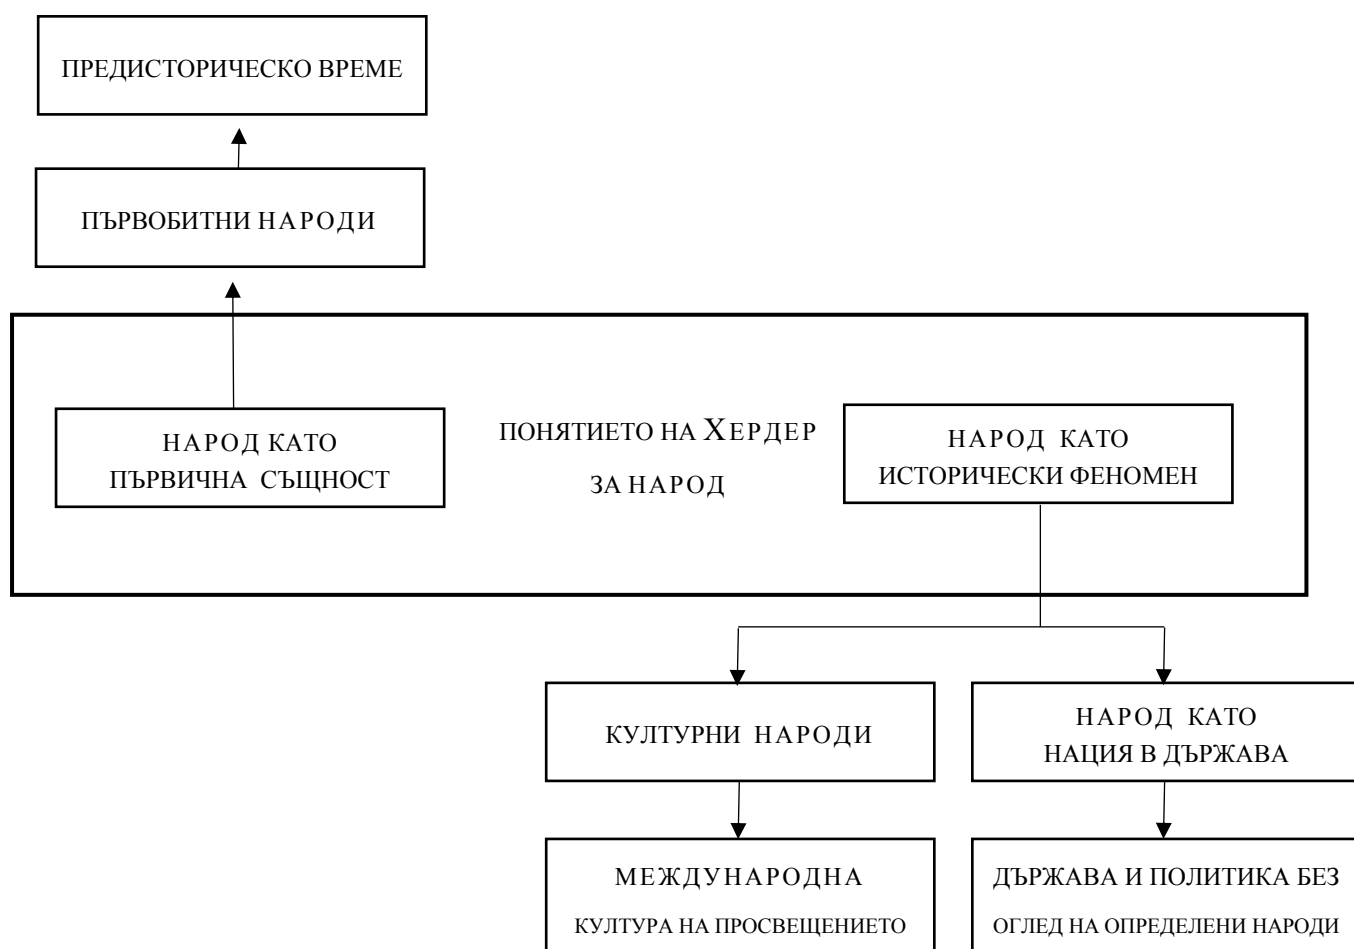 ПРЕДИСТОРИЧЕСКО ВРЕМЕ
ПЪРВОБИТНИ НАРОДИ
НАРОД КАТО
ПЪРВИЧНА СЪЩНОСТ
ПОНЯТИЕТО НА ХЕРДЕР
ЗА НАРОД
НАРОД КАТО
ИСТОРИЧЕСКИ ФЕНОМЕН
КУЛТУРНИ НАРОДИ
НАРОД КАТО
НАЦИЯ В ДЪРЖАВА
МЕЖДУНАРОДНА
КУЛТУРА НА ПРОСВЕЩЕНИЕТО
ДЪРЖАВА И ПОЛИТИКА БЕЗ
ОГЛЕД НА ОПРЕДЕЛЕНИ НАРОДИ